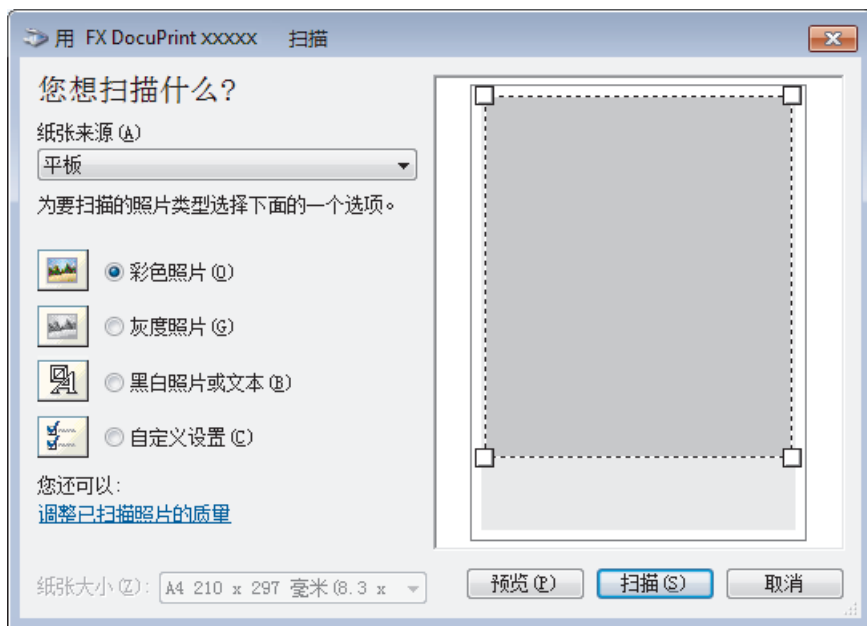 用 FX DocuPrint xxxxx 扫描
您想扫描什么?
纸张来源(A)
平板
为要扫描的照片类型选择下面的一个选项。
彩色照片(O)
灰度照片(G)
黑白照片或文本(B)
自定义设置(C)
您还可以:
调整已扫描照片的质量
纸张大小(Z): A4 210 x 297 毫米(8.3 x
预览(P) 扫描(S) 取消